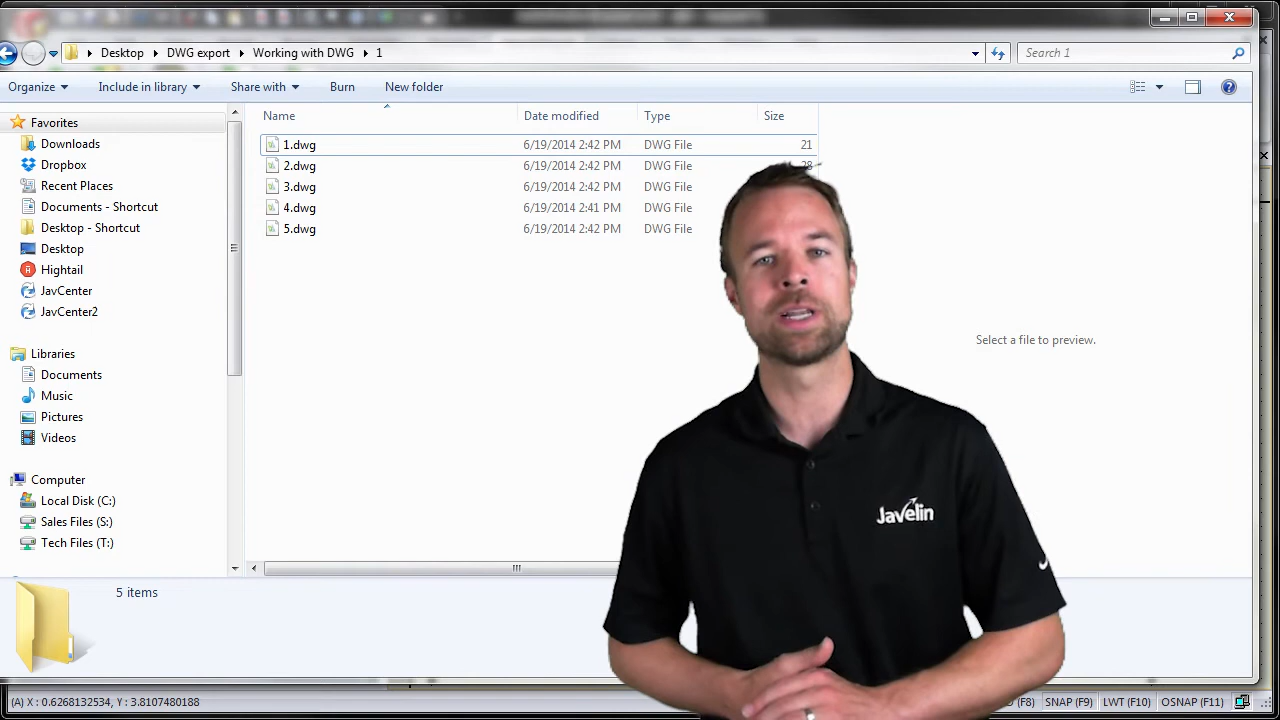 Desktop DWG export Working with DWG 1
Search 1
Organize Include in library Share with Burn New folder
Name Date modified Type Size
Favorites
Downloads
Dropbox
Recent Places
Documents - Shortcut
Desktop - Shortcut
Desktop
Hightail
JavCenter
JavCenter2
Libraries
Documents
Music
Pictures
Videos
Computer
Local Disk (C:)
Sales Files (S:)
Tech Files (T:)
1.dwg 6/19/2014 2:42 PM DWG File 21
2.dwg 6/19/2014 2:42 PM DWG File 28
3.dwg 6/19/2014 2:42 PM DWG File
4.dwg 6/19/2014 2:41 PM DWG File
5.dwg 6/19/2014 2:42 PM DWG File
Select a file to preview.
Javelin
5 items
(A) X : 0.6268132534, Y : 3.8107480188
(F8) SNAP (F9) LWT (F10) OSNAP (F11)